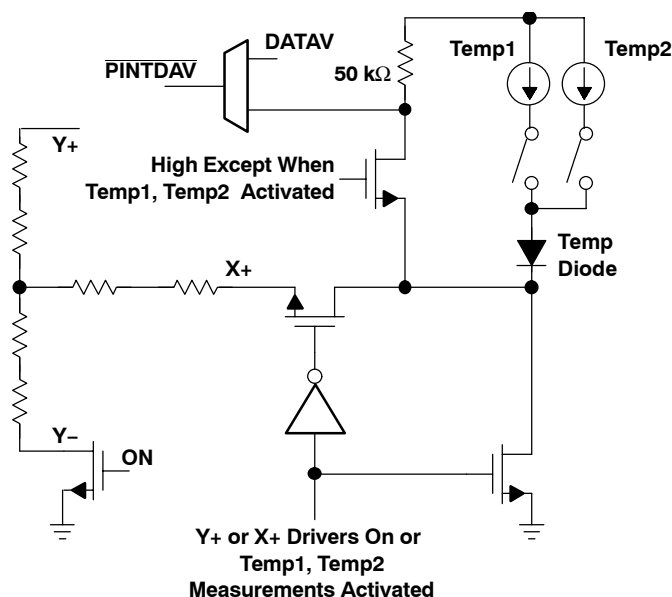 DATAV
PINTDAV
50 kΩ
Temp1
Temp2
Y+
High Except When
Temp1, Temp2 Activated
Temp
Diode
X+
Y−
ON
Y+ or X+ Drivers On or
Temp1, Temp2
Measurements Activated